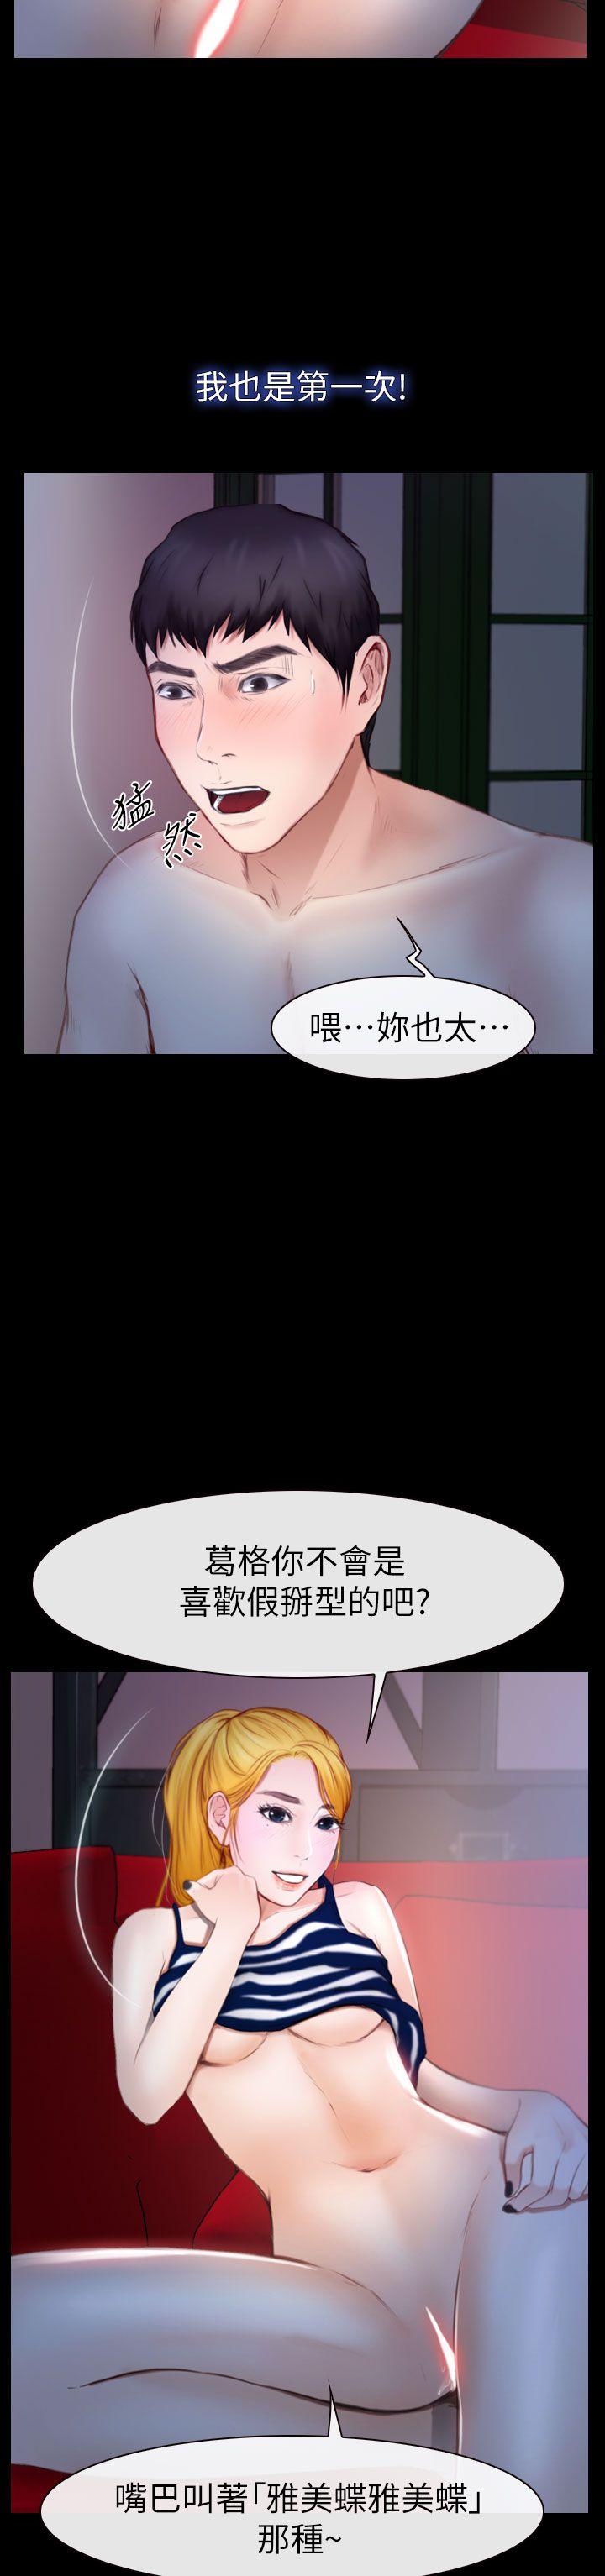 我也是第一次!
猛
然
喂⋯妳也太⋯
葛格你不會是
喜歡假掰型的吧?
嘴巴叫著「雅美蝶雅美蝶」
那種~